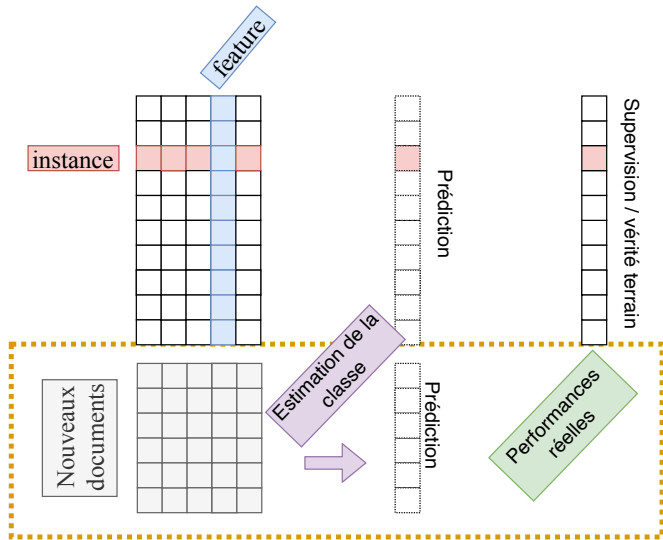 feature
instance
Prédiction
Supervision / vérité terrain
Estimation de la
classe
Nouveaux
documents
Prédiction
Performances
réelles